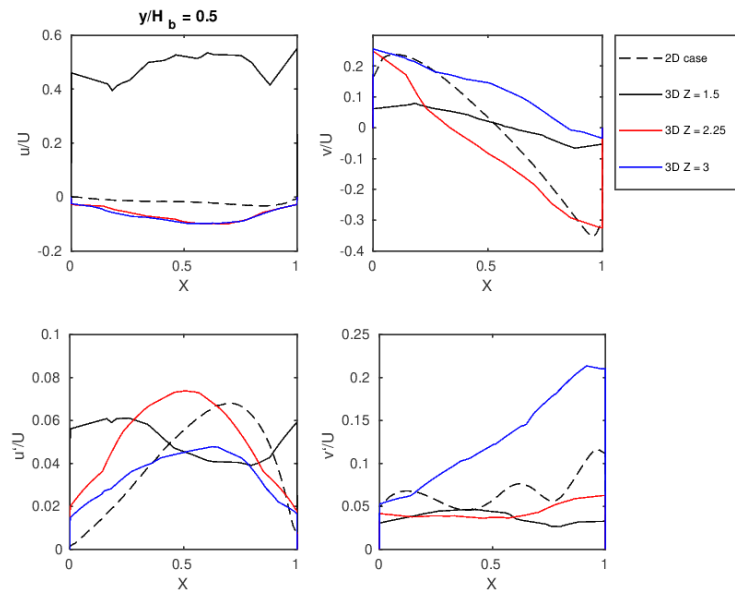 y/H b = 0.5
0.6
0.4
0.2
0
-0.2
u/U
0 0.5 1
X
0.2
0.1
0
-0.1
-0.2
-0.3
-0.4
v/U
0 0.5 1
X
2D case
3D Z = 1.5
3D Z = 2.25
3D Z = 3
0.1
0.08
0.06
0.04
0.02
0
u'/U
0 0.5 1
X
0.25
0.2
0.15
0.1
0.05
0
v'/U
0 0.5 1
X